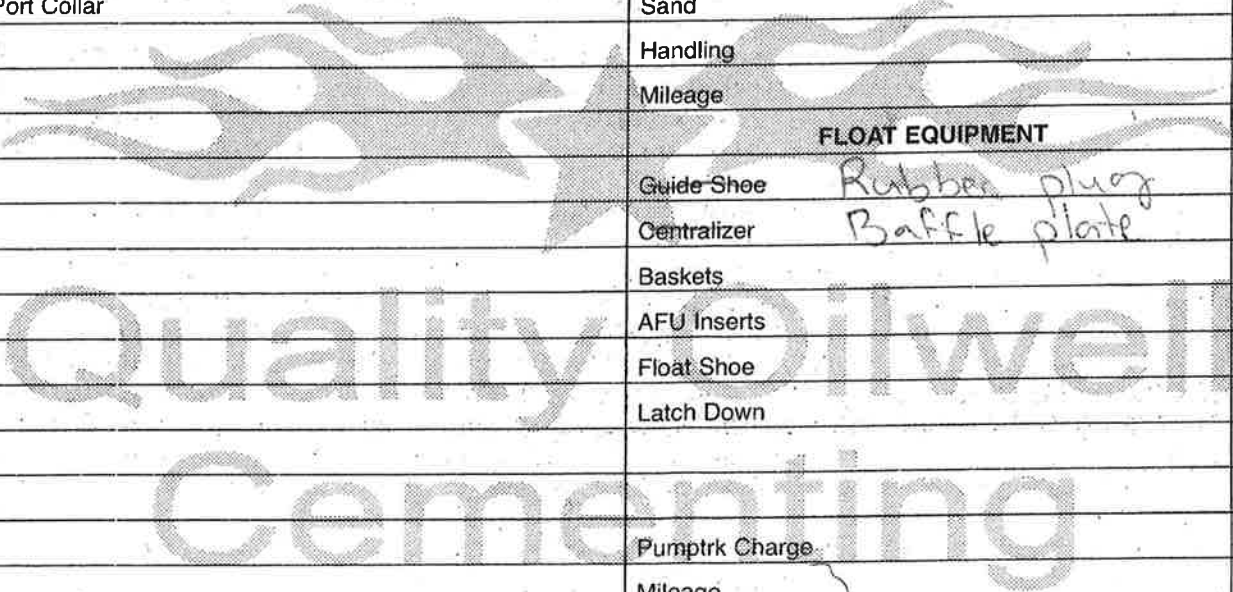 Port Collar
Sand
Handling
Mileage
FLOAT EQUIPMENT
Guide Shoe Rubber plug
Centralizer Baffle plate
Baskets
AFU Inserts
Float Shoe
Latch Down
Pumptrk Charge
Mileage
Quality Oilwell
Cementing